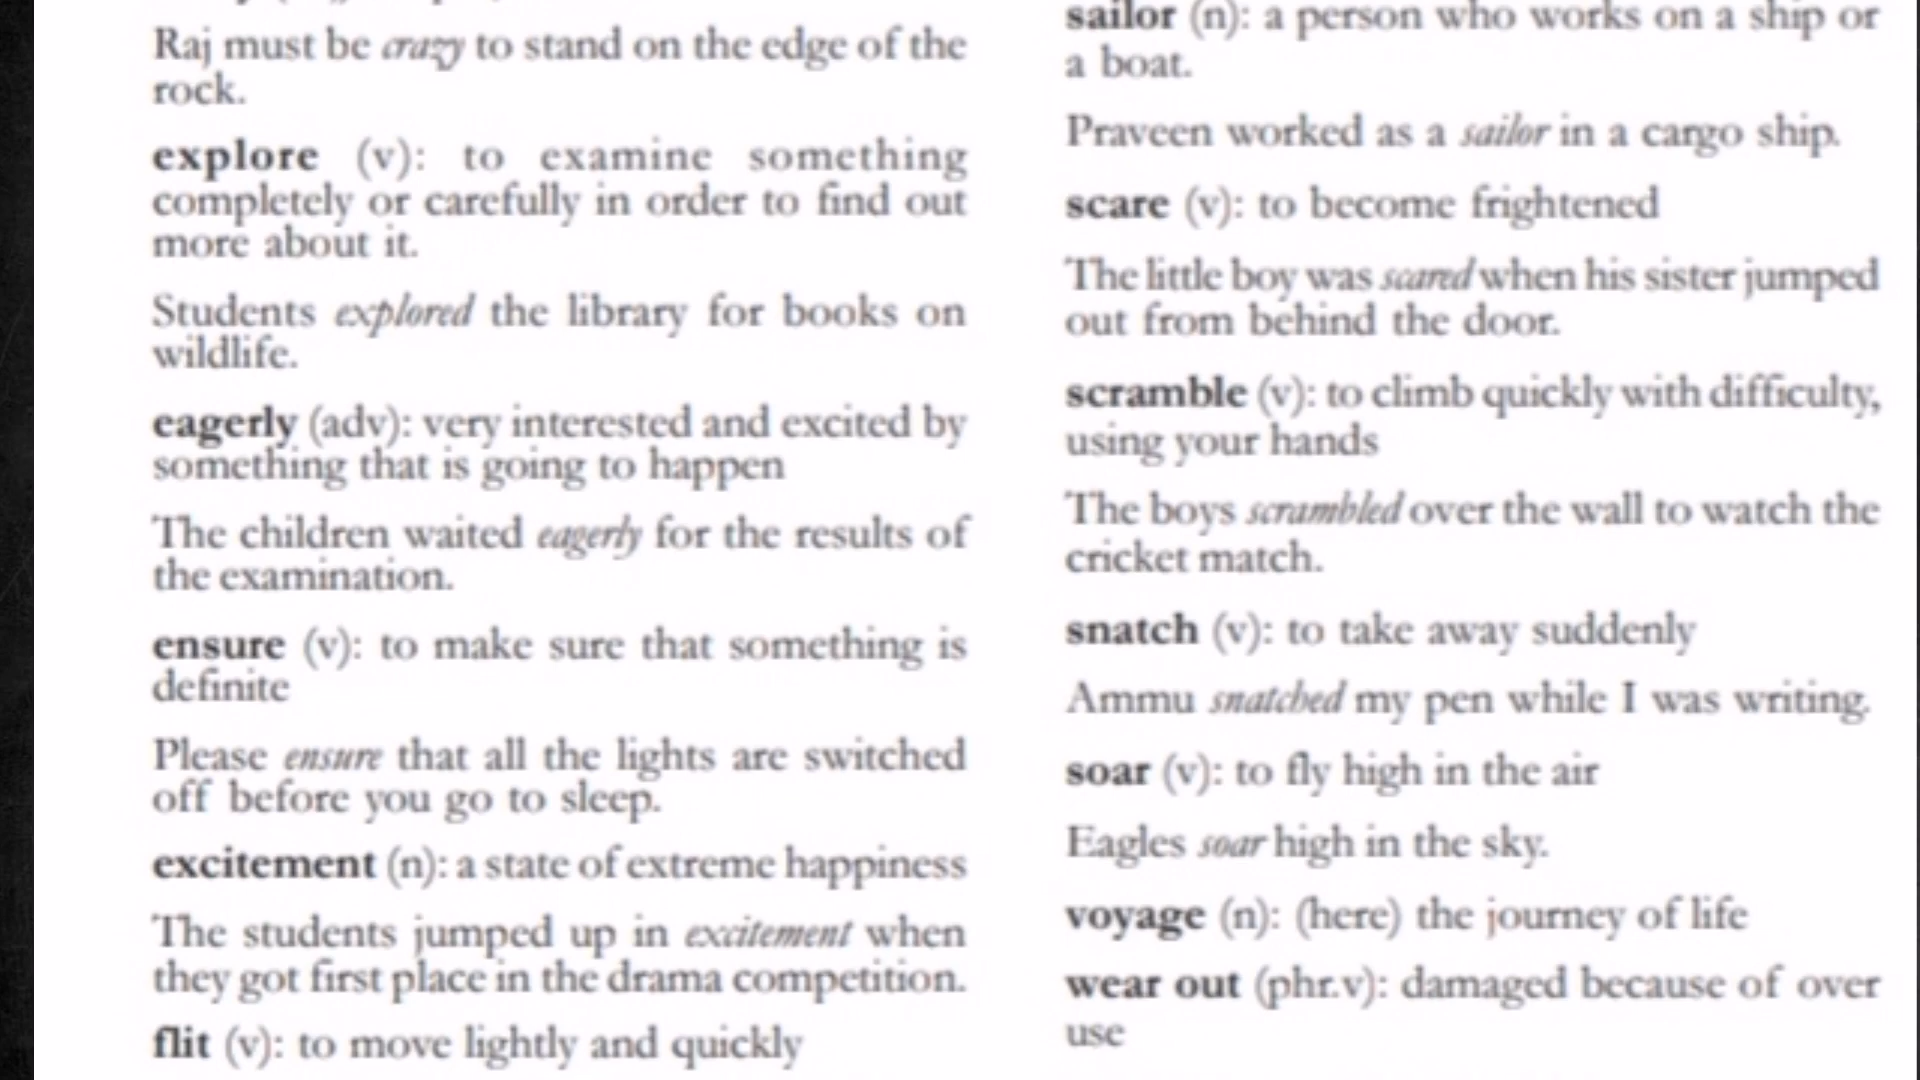 Raj must be crazy to stand on the edge of the
rock.
explore (v): to examine something
completely or carefully in order to find out
more about it.
Students explored the library for books on
wildlife.
eagerly (adv): very interested and excited by
something that is going to happen
The children waited eagerly for the results of
the examination.
ensure (v): to make sure that something is
definite
Please ensure that all the lights are switched
off before you go to sleep.
excitement (n): a state of extreme happiness
The students jumped up in excitement when
they got first place in the drama competition.
flit (v): to move lightly and quickly
sailor (n): a person who works on a ship or
a boat.
Praveen worked as a sailor in a cargo ship.
scare (v): to become frightened
The little boy was scared when his sister jumped
out from behind the door.
scramble (v): to climb quickly with difficulty,
using your hands
The boys scrambled over the wall to watch the
cricket match.
snatch (v): to take away suddenly
Ammu snatched my pen while I was writing.
soar (v): to fly high in the air
Eagles soar high in the sky.
voyage (n): (here) the journey of life
wear out (phr.v): damaged because of over
use